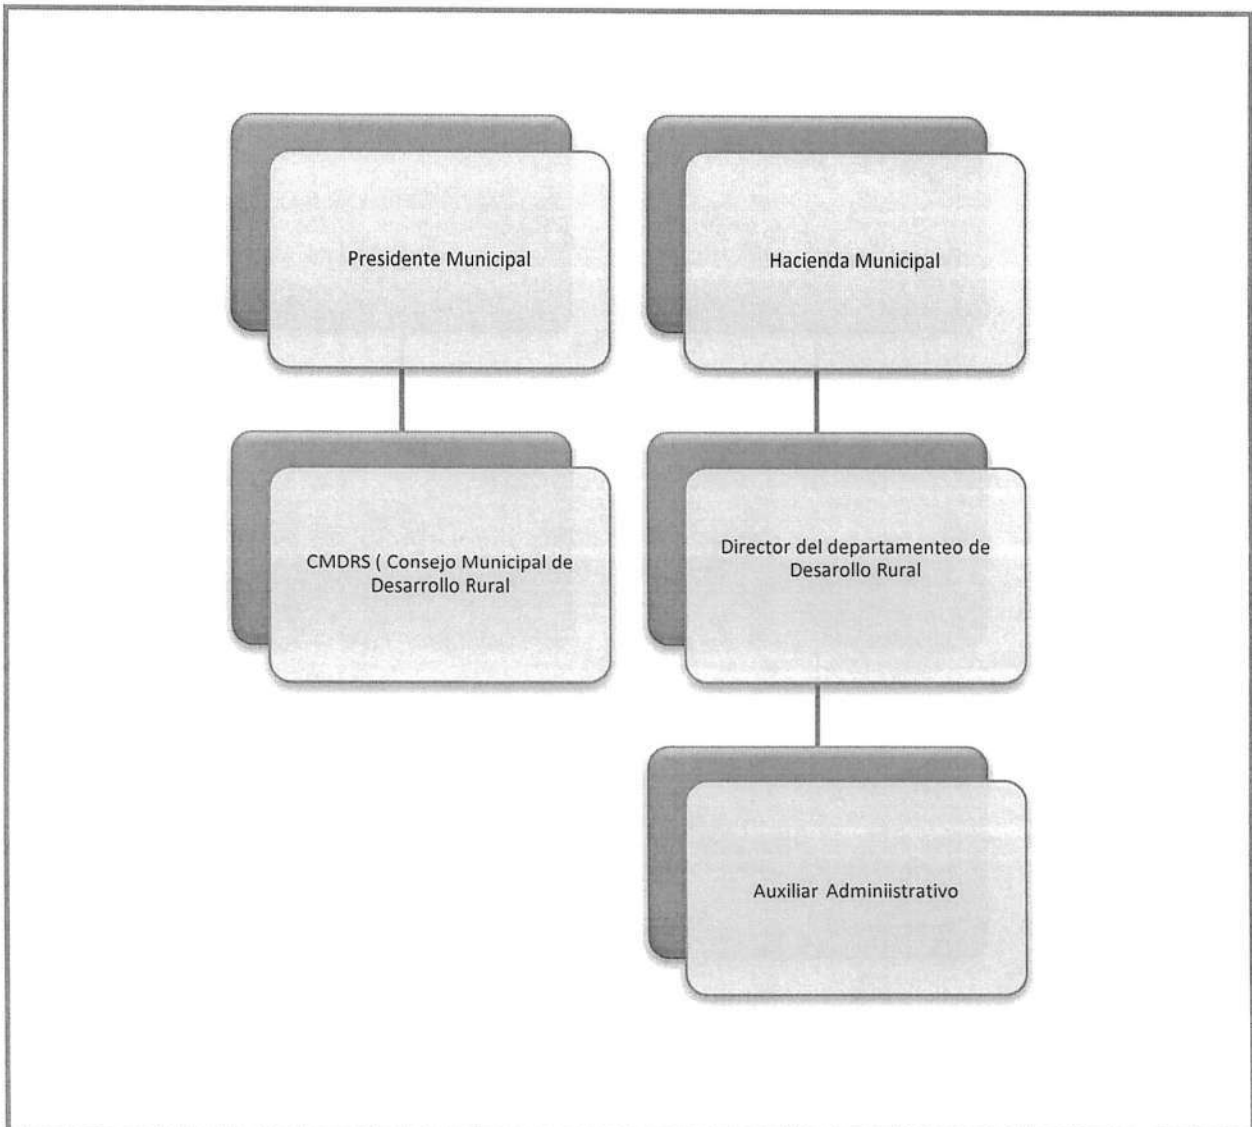 Presidente Municipal
Hacienda Municipal
CMDRS ( Consejo Municipal de
Desarrollo Rural
Director del departamenteo de
Desarollo Rural
Auxiliar Adminiistrativo